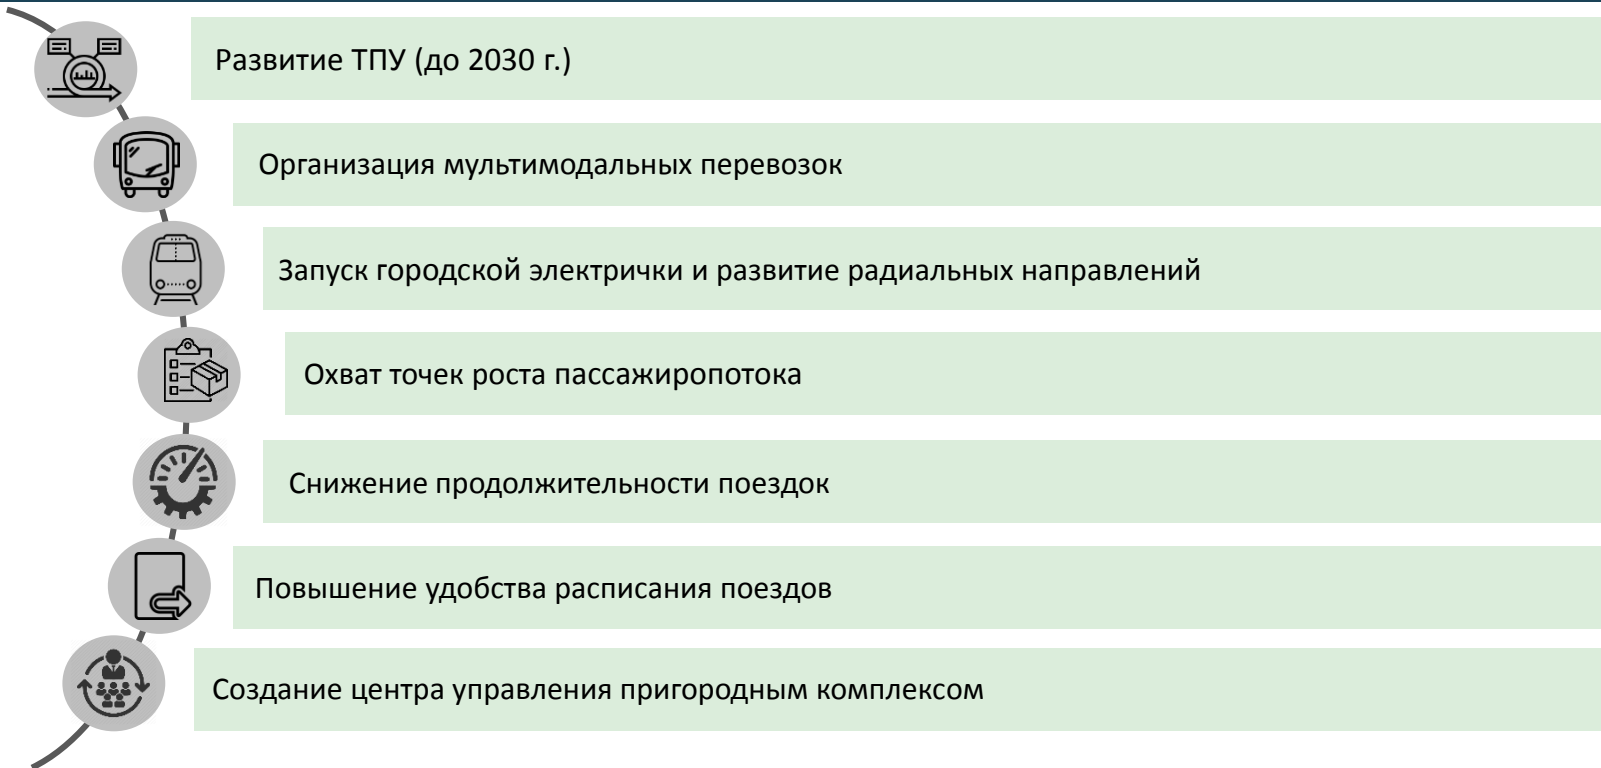 Развитие ТПУ (до 2030 г.)
Организация мультимодальных перевозок
Запуск городской электрички и развитие радиальных направлений
Охват точек роста пассажиропотока
Снижение продолжительности поездок
Повышение удобства расписания поездов
Создание центра управления пригородным комплексом